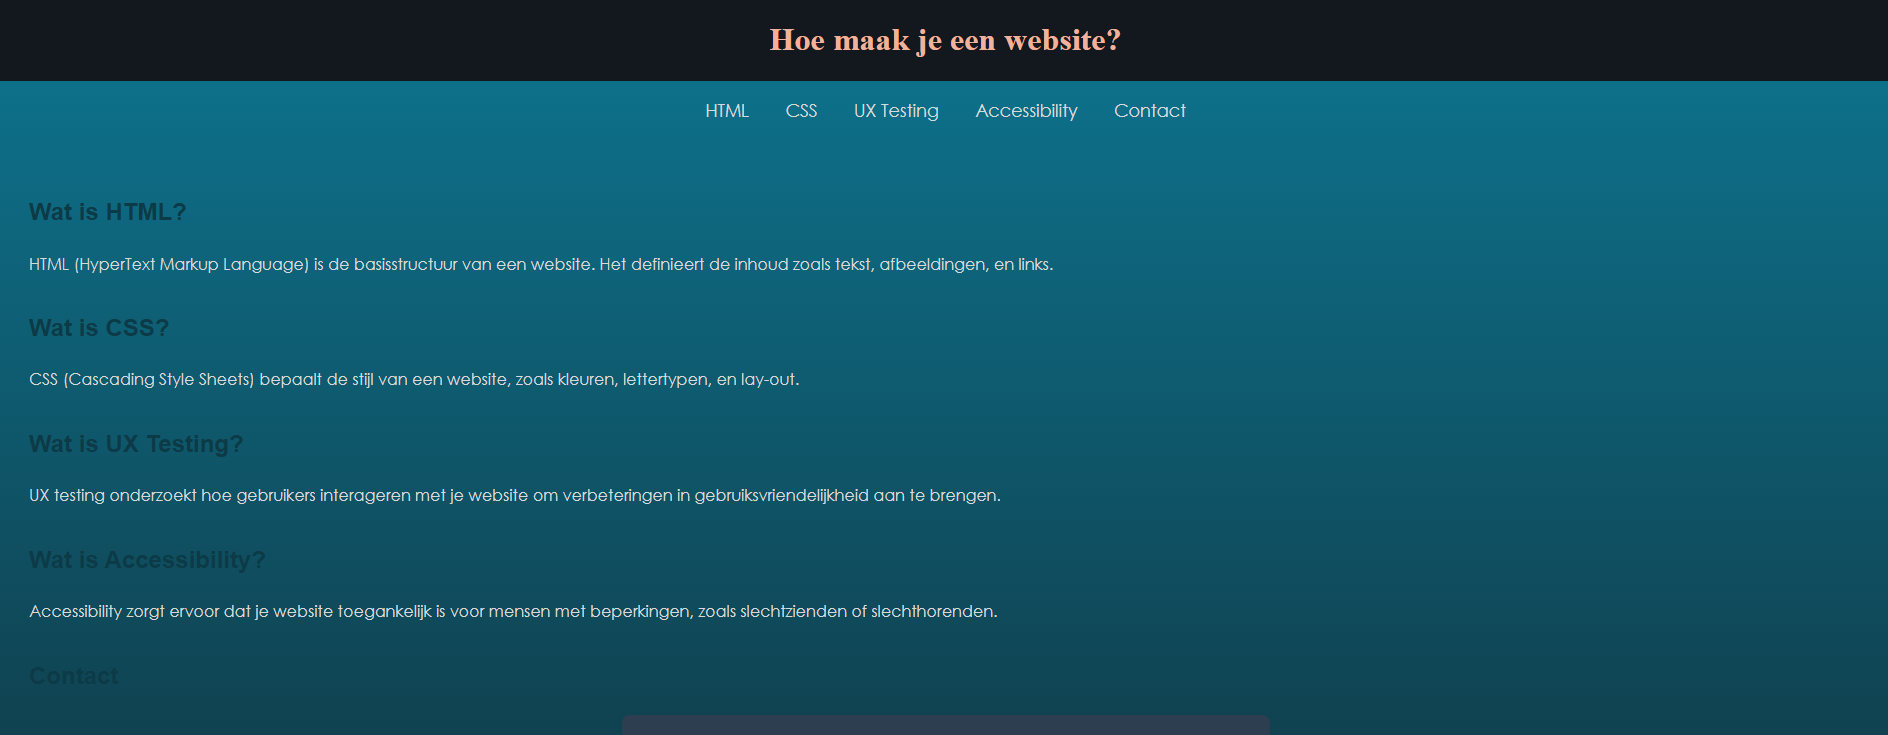 Hoe maak je een website?
HTML CSS UX Testing Accessibility Contact
Wat is HTML?
HTML (HyperText Markup Language) is de basisstructuur van een website. Het definieert de inhoud zoals tekst, afbeeldingen, en links.
Wat is CSS?
CSS (Cascading Style Sheets) bepaalt de stijl van een website, zoals kleuren, lettertypen, en lay-out.
Wat is UX Testing?
UX testing onderzoekt hoe gebruikers interageren met je website om verbeteringen in gebruiksvriendelijkheid aan te brengen.
Wat is Accessibility?
Accessibility zorgt ervoor dat je website toegankelijk is voor mensen met beperkingen, zoals slechtzienden of slechthorenden.
Contact